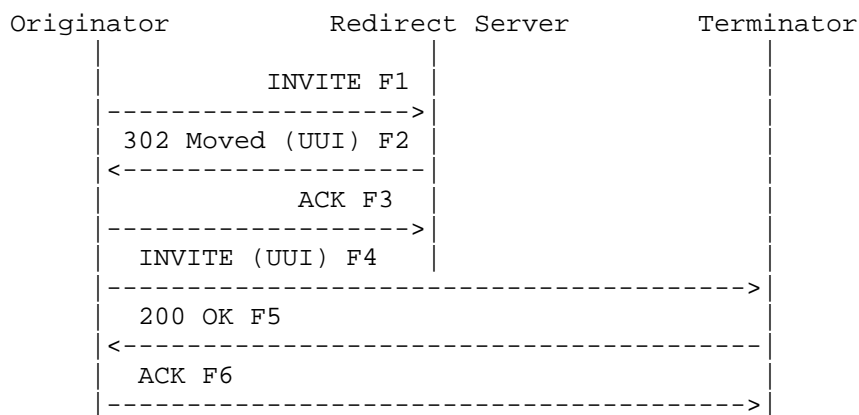 Originator Redirect Server Terminator
INVITE F1
302 Moved (UUI) F2
ACK F3
INVITE (UUI) F4
200 OK F5
ACK F6